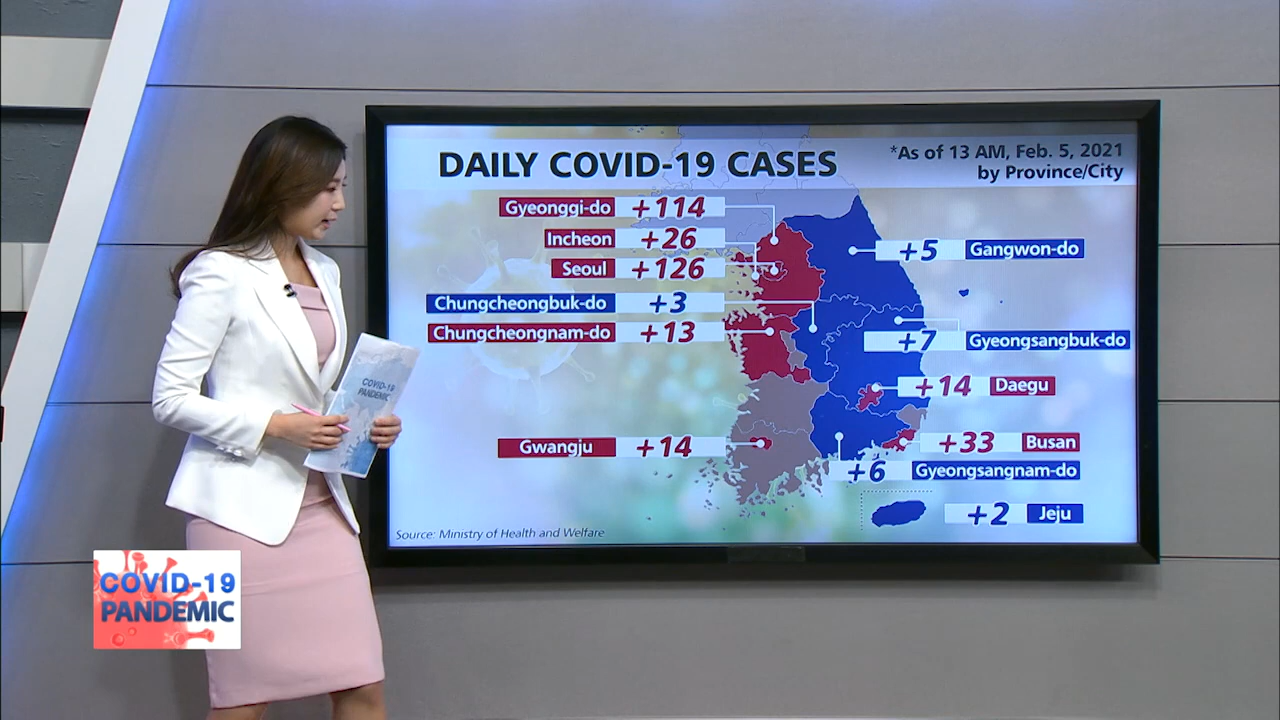 DAILY COVID-19 CASES
*As of 13 AM, Feb. 5, 2021
by Province/City
Gyeonggi-do +114
Incheon +26
Seoul +126
Chungcheongbuk-do +3
Chungcheongnam-do +13
Gwangju +14
+5 Gangwon-do
+7 Gyeongsangbuk-do
+14 Daegu
+33 Busan
+6 Gyeongsangnam-do
+2 Jeju
Source: Ministry of Health and Welfare
COVID-19
PANDEMIC
COVID-19
PANDEMIC